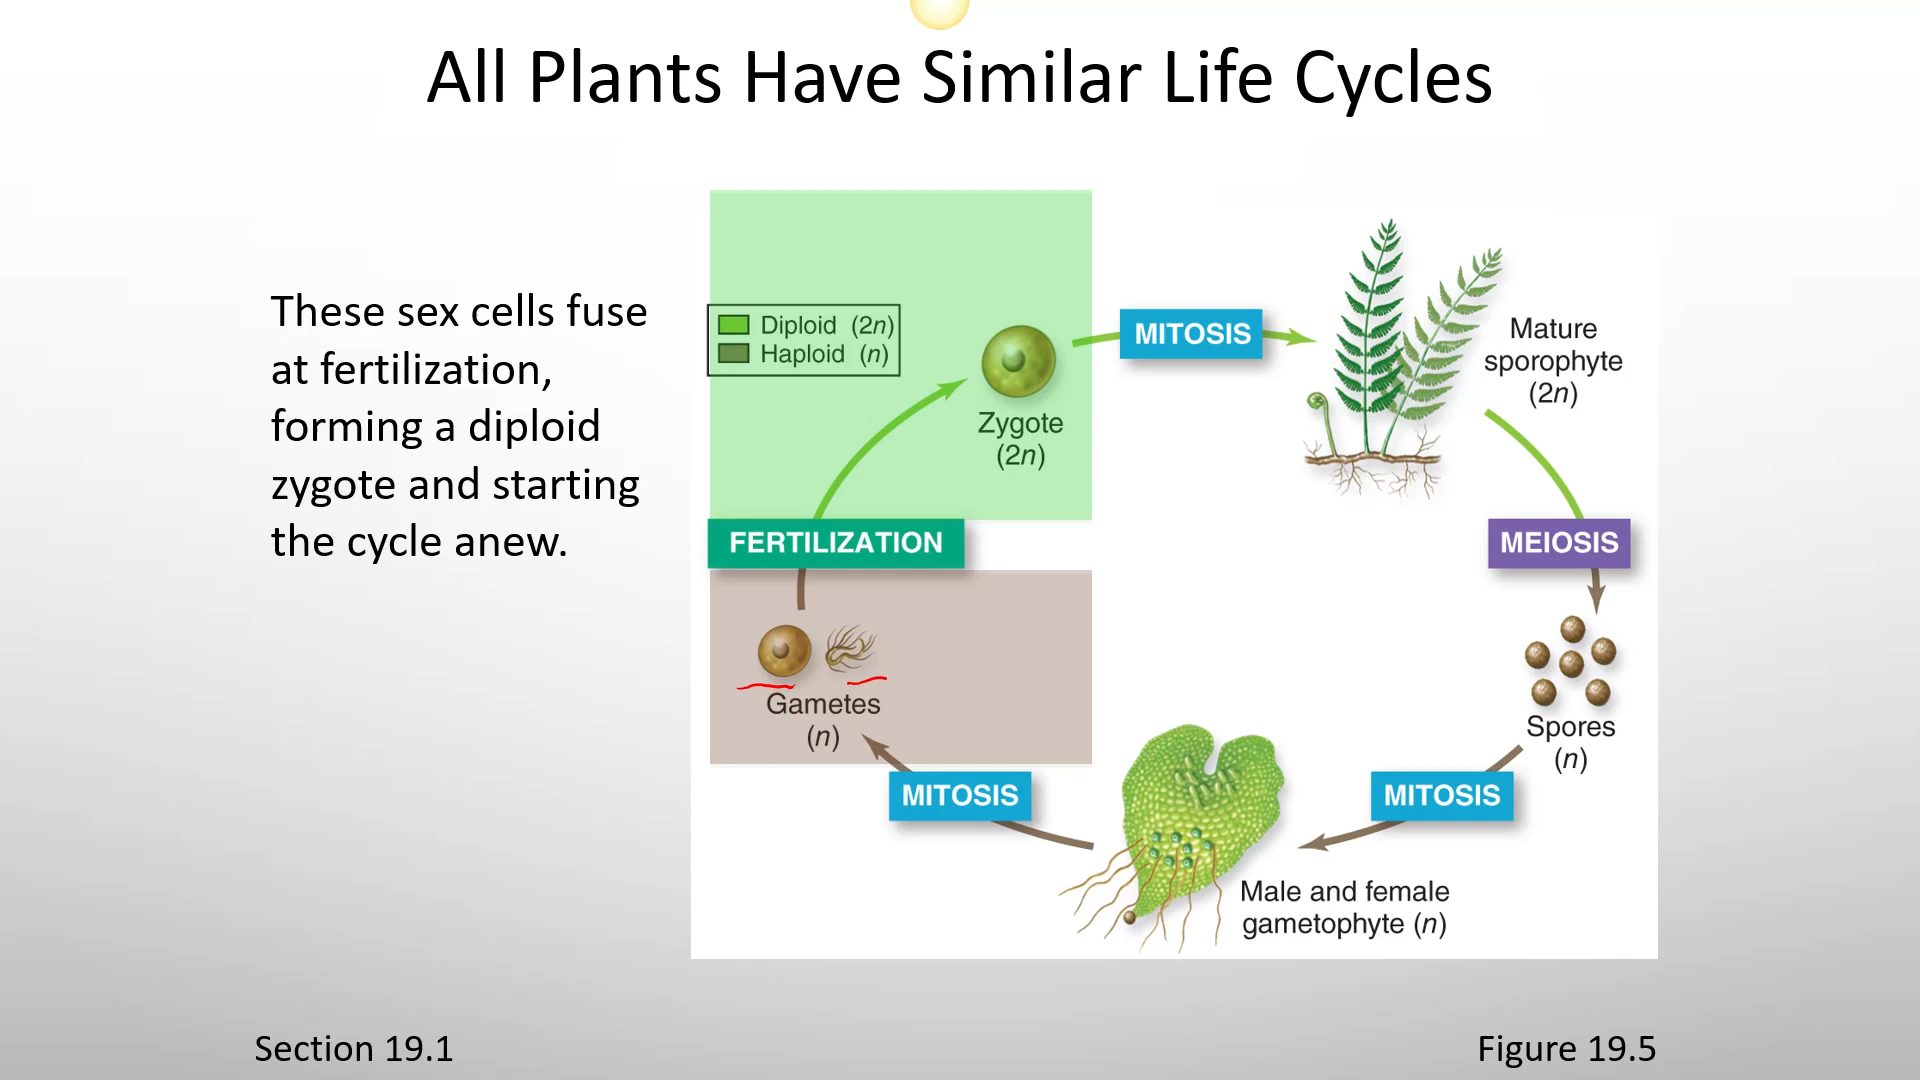 All Plants Have Similar Life Cycles
These sex cells fuse
at fertilization,
forming a diploid
zygote and starting
the cycle anew.
Diploid (2n)
Haploid (n)
Zygote
(2n)
MITOSIS
Mature
sporophyte
(2n)
MEIOSIS
Spores
(n)
MITOSIS
Male and female
gametophyte (n)
MITOSIS
Gametes
(n)
FERTILIZATION
Section 19.1
Figure 19.5